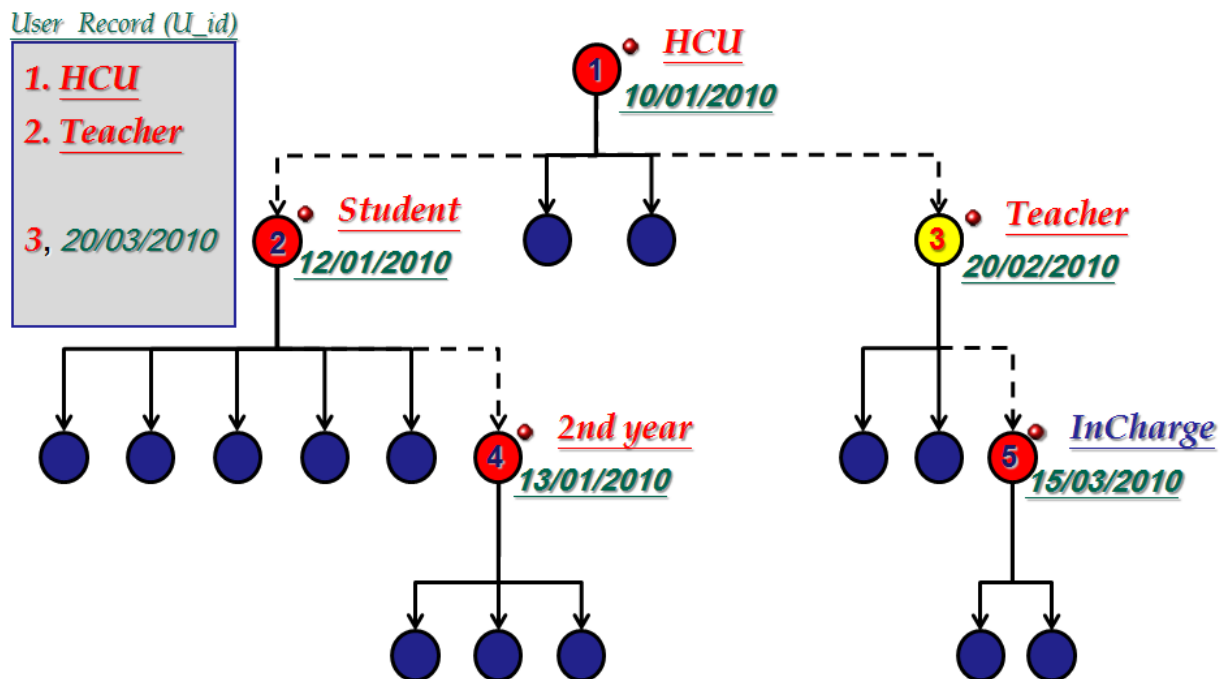 User Record (U_id)
1. HCU
2. Teacher
3, 20/03/2010
1
HCU
10/01/2010
2
Student
12/01/2010
3
Teacher
20/02/2010
4
2nd year
13/01/2010
5
InCharge
15/03/2010